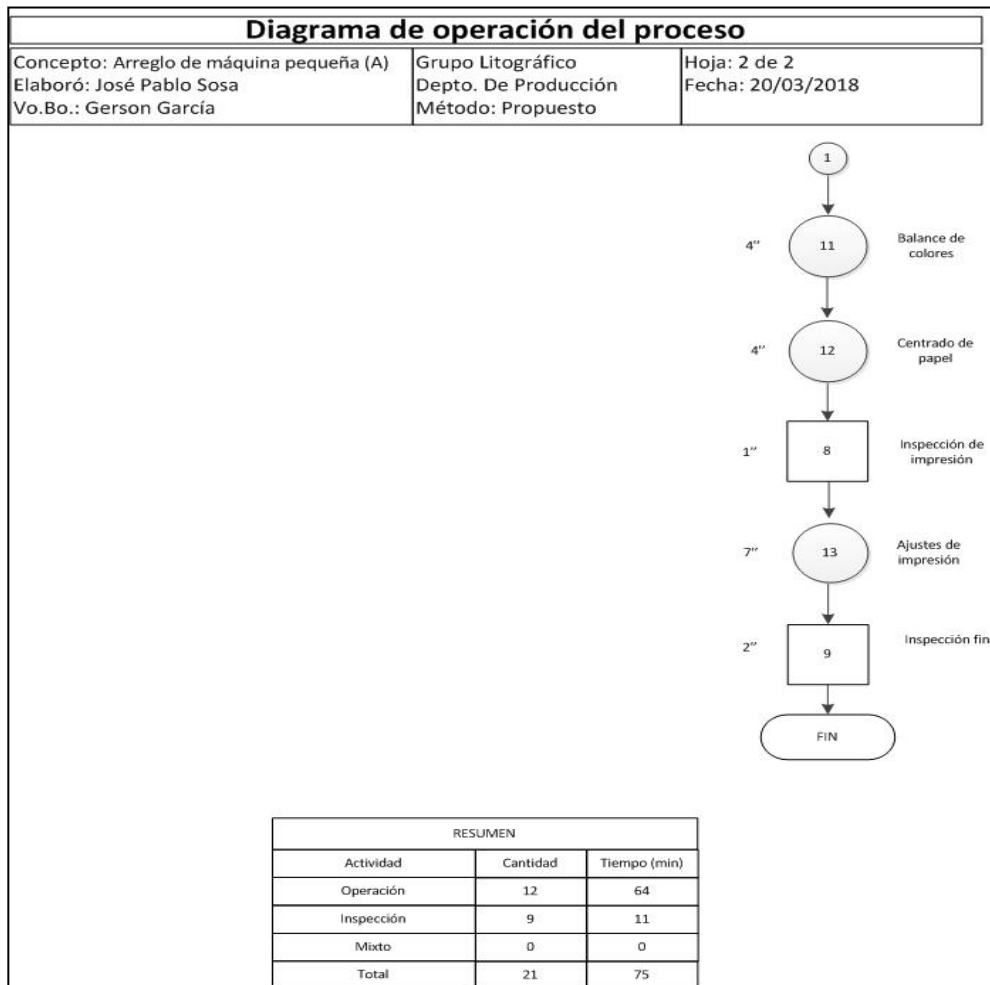 Diagrama de operación del proceso
Concepto: Arreglo de máquina pequeña (A)
Elaboró: José Pablo Sosa
Vo.Bo.: Gerson García
Grupo Litográfico
Depto. De Producción
Método: Propuesto
Hoja: 2 de 2
Fecha: 20/03/2018
1
4’’ 11 Balance de
colores
4’’ 12 Centrado de
papel
1’’ 8 Inspección de
impresión
7’’ 13 Ajustes de
impresión
2’’ 9 Inspección fin
FIN
RESUMEN
Actividad Cantidad Tiempo (min)
Operación 12 64
Inspección 9 11
Mixto 0 0
Total 21 75